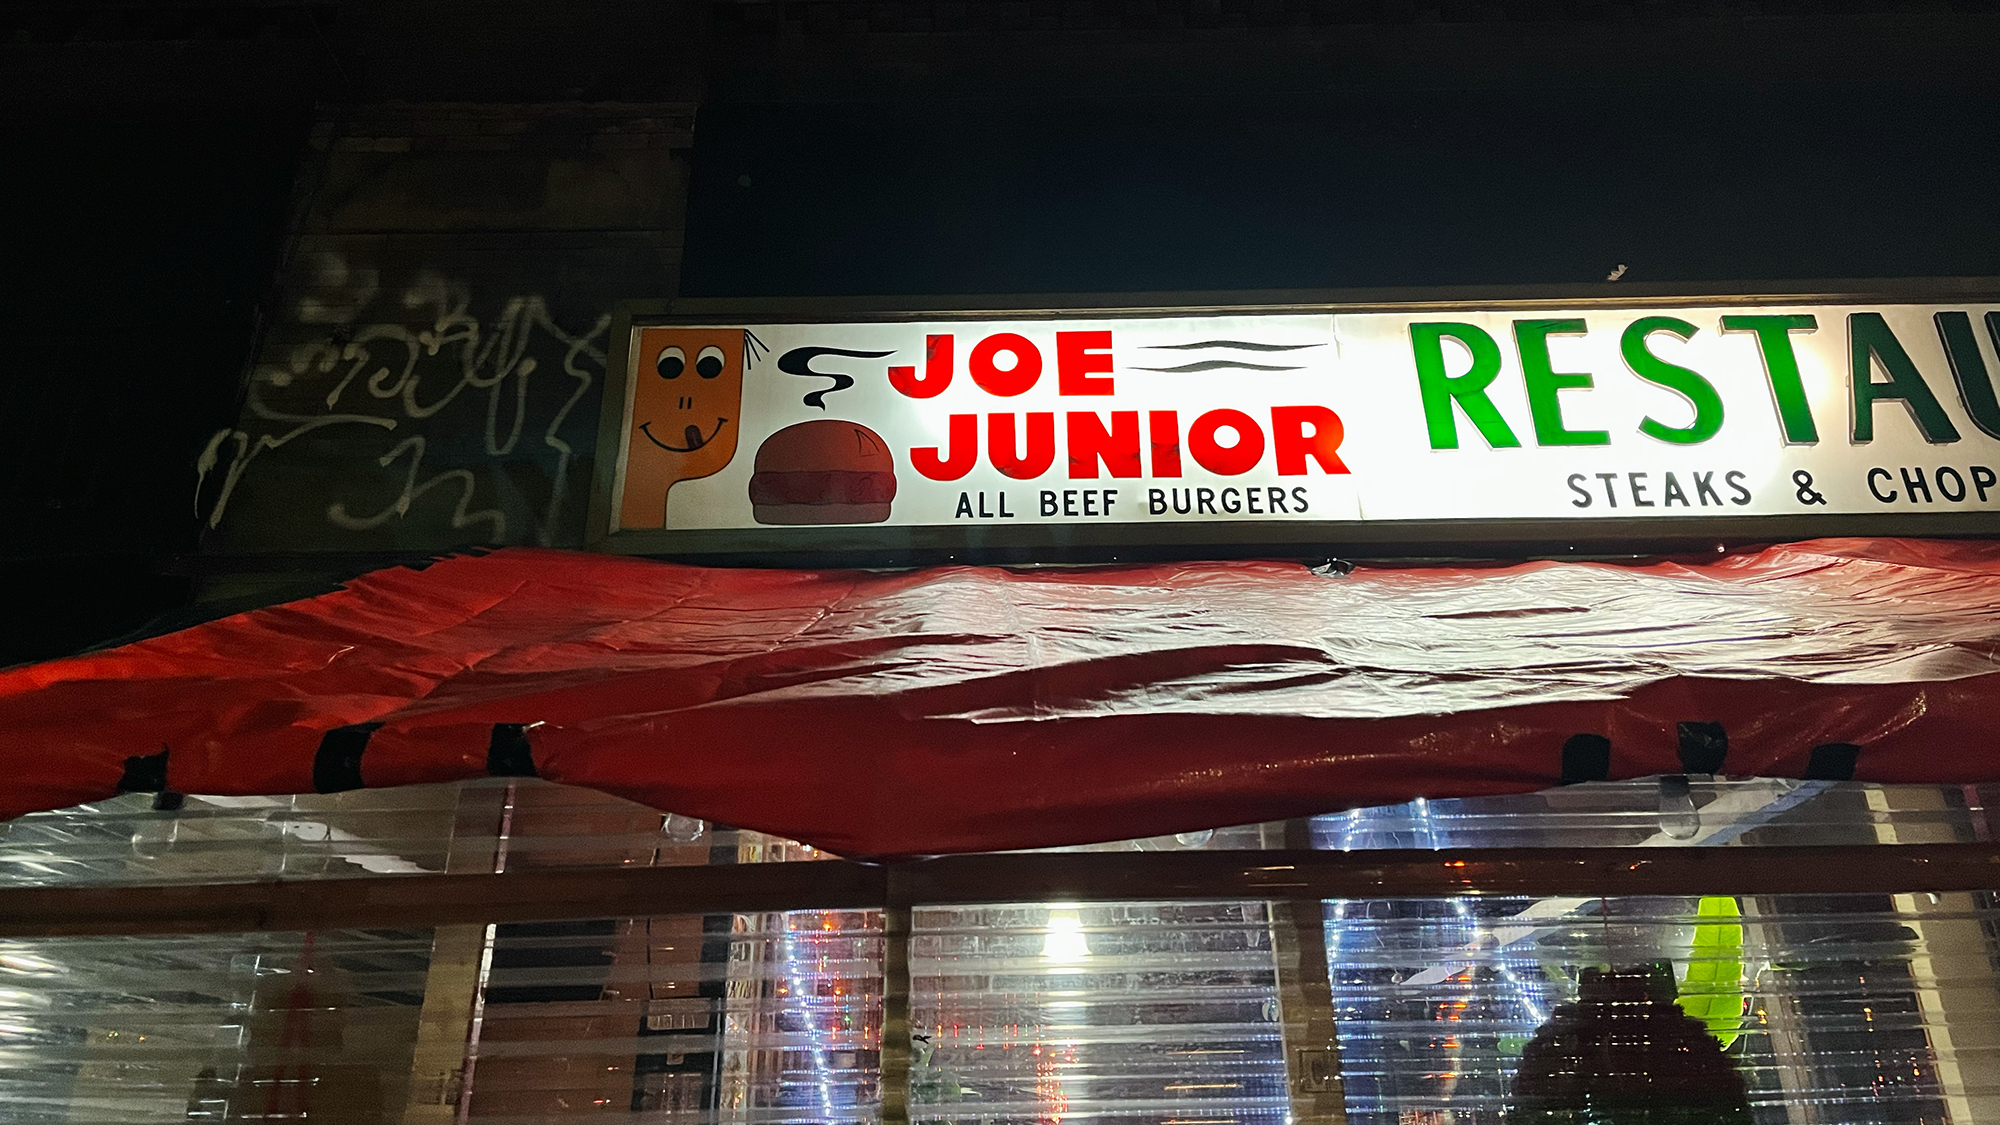 JOE
JUNIOR
ALL BEEF BURGERS
RESTAU
STEAKS & CHOP